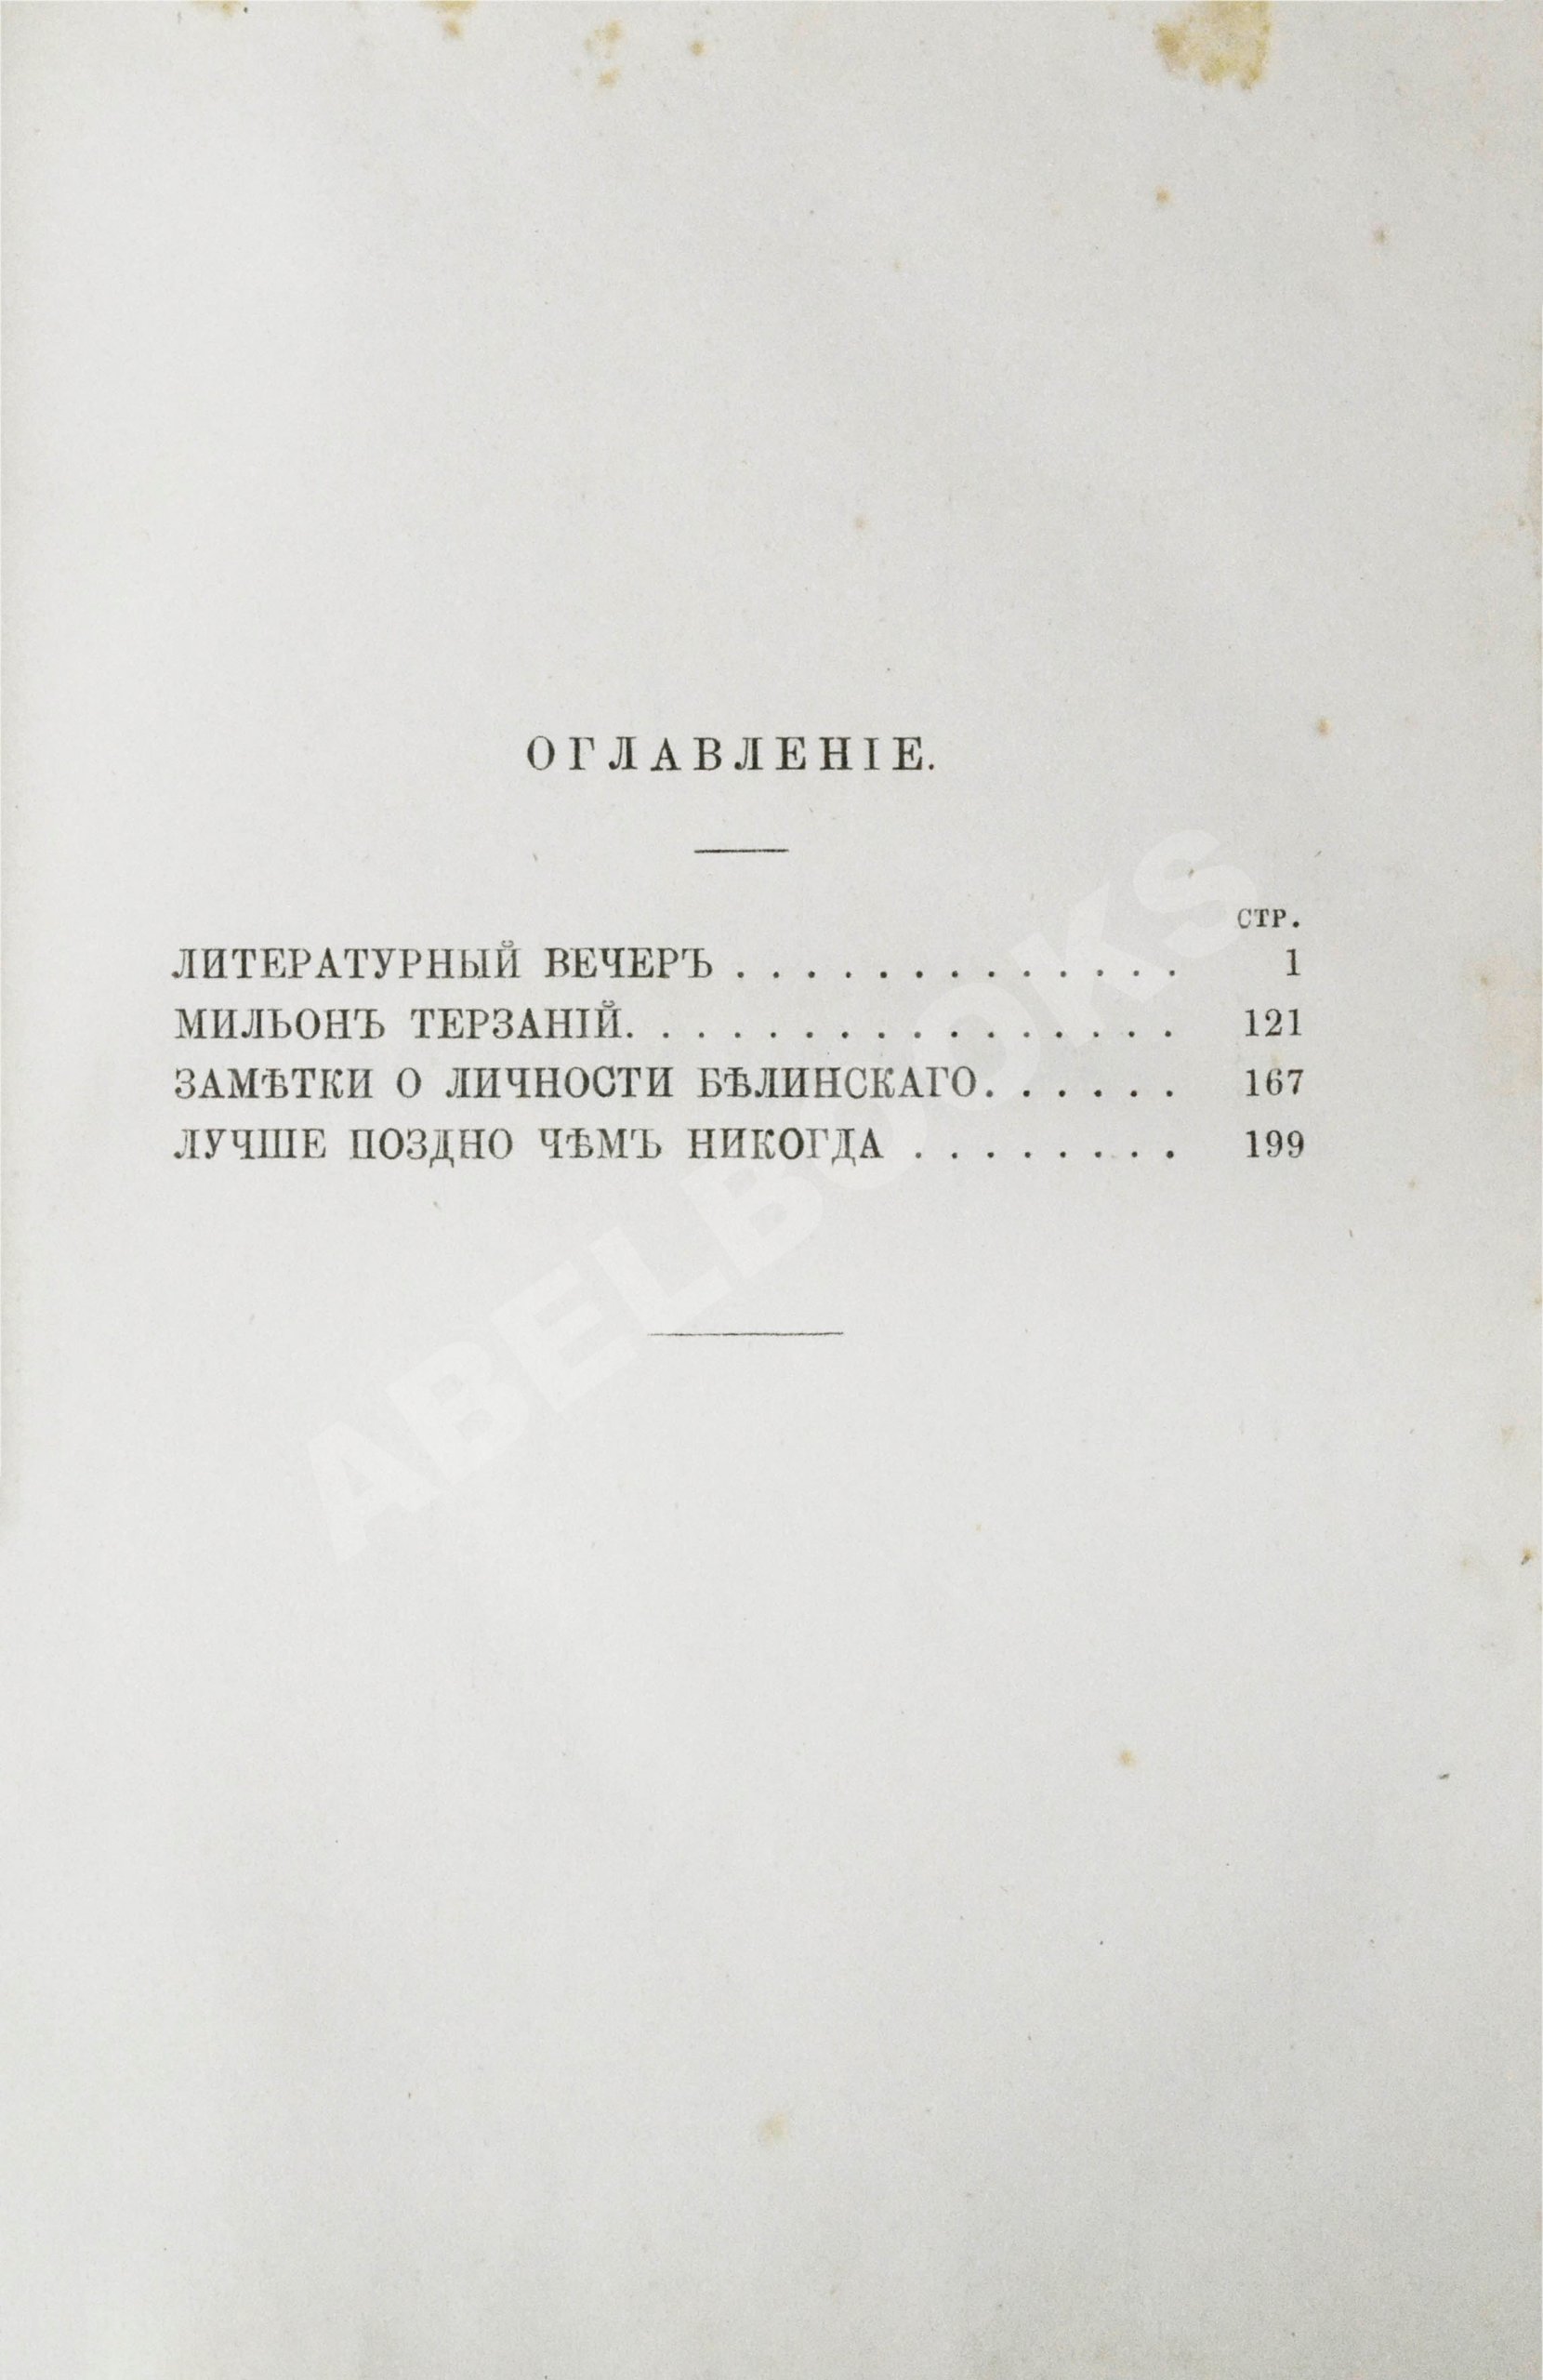 ОГЛАВЛЕНІЕ.
СТР.
ЛИТЕРАТУРНЫЙ ВЕЧЕРЪ . . . . . . . . . . . . . 1
МИЛЬОНЪ ТЕРЗАНІЙ. . . . . . . . . . . . . . . . 121
ЗАМѢТКИ О ЛИЧНОСТИ БѢЛИНСКАГО. . . . . . 167
ЛУЧШЕ ПОЗДНО ЧѢМЪ НИКОГДА . . . . . . . . 199
ABELBOOKS